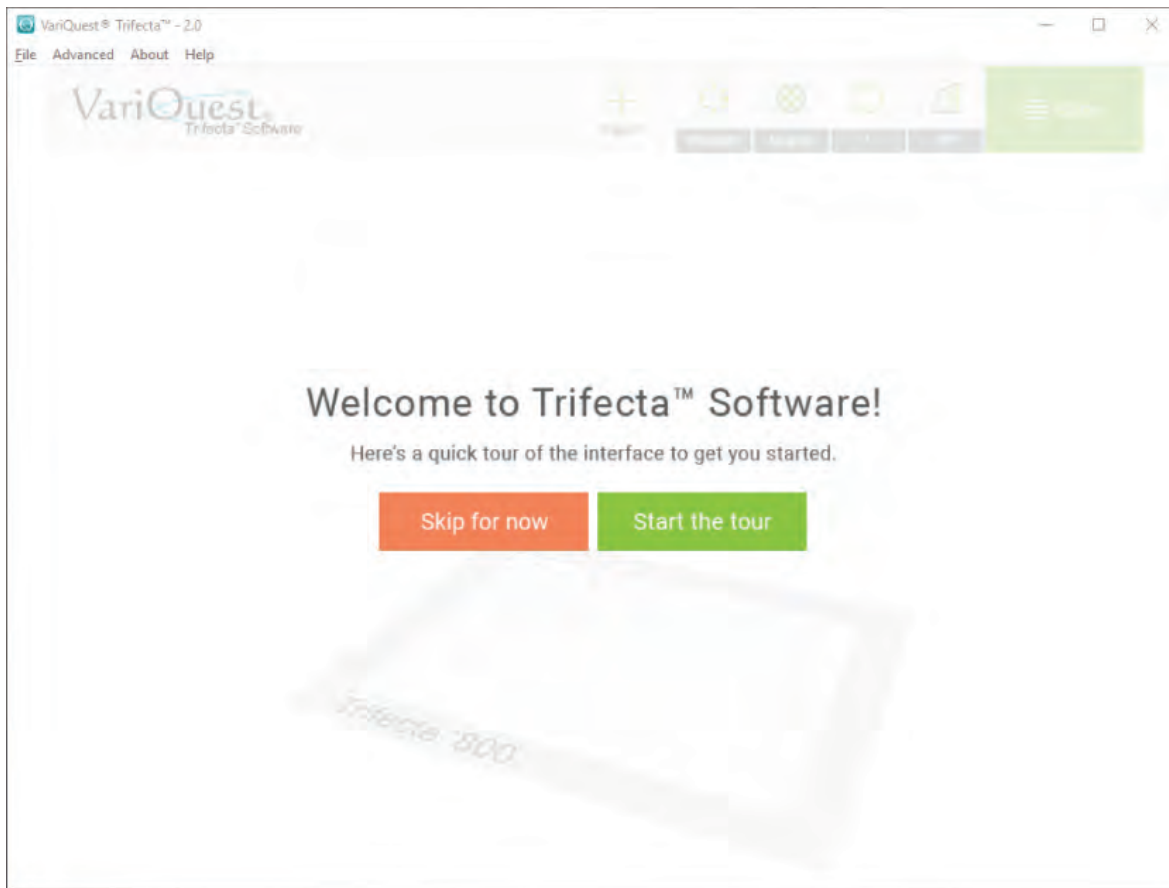 VariQuest® Trifecta™ - 2.0
File Advanced About Help
VariQuest®
Trifecta™ Software
Welcome to Trifecta™ Software!
Here's a quick tour of the interface to get you started.
Skip for now
Start the tour
Trifecta 800